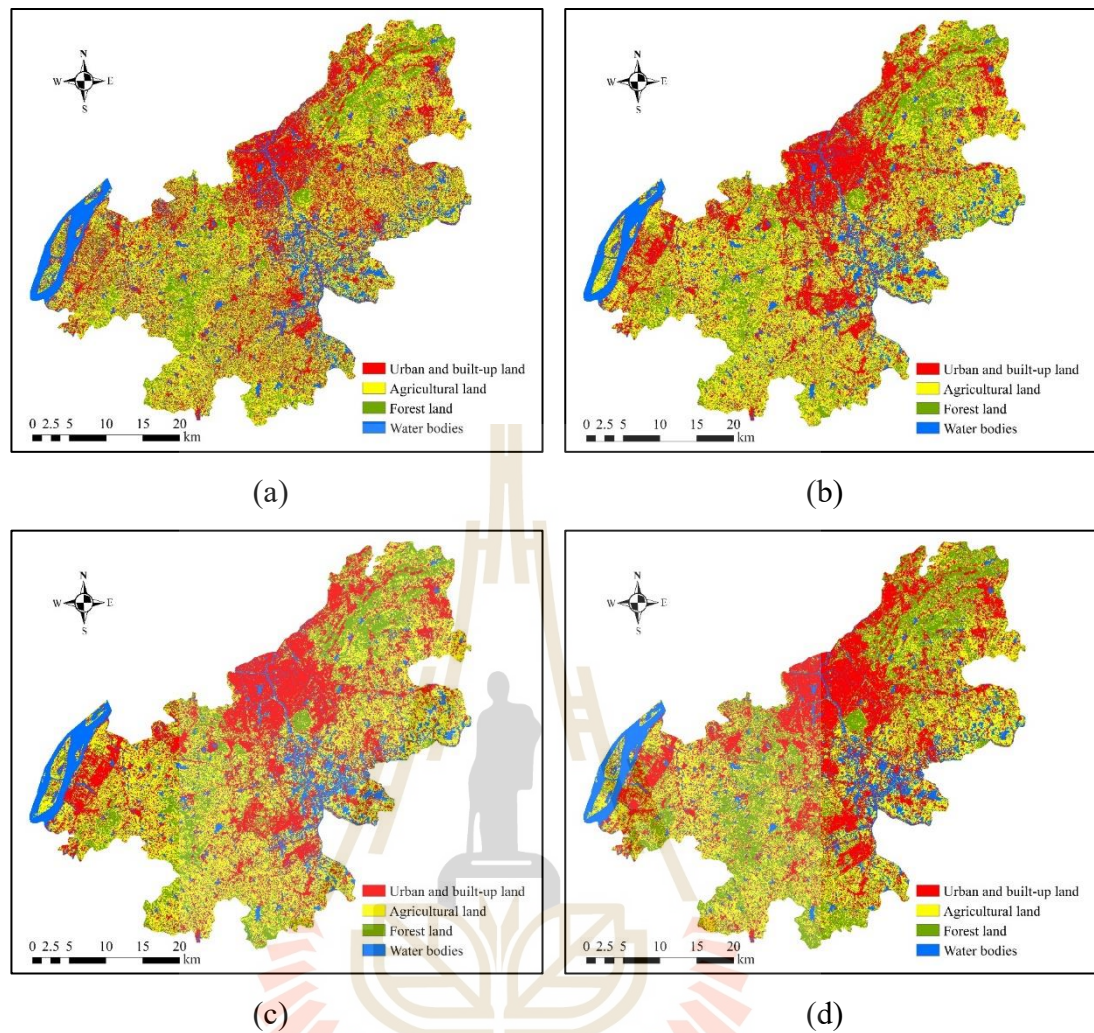 N
W E
S
Urban and built-up land
Agricultural land
Forest land
Water bodies
0 2.5 5 10 15 20
km
(a)
N
W E
S
Urban and built-up land
Agricultural land
Forest land
Water bodies
0 2.5 5 10 15 20
km
(b)
N
W E
S
Urban and built-up land
Agricultural land
Forest land
Water bodies
0 2.5 5 10 15 20
km
(c)
N
W E
S
Urban and built-up land
Agricultural land
Forest land
Water bodies
0 2.5 5 10 15 20
km
(d)